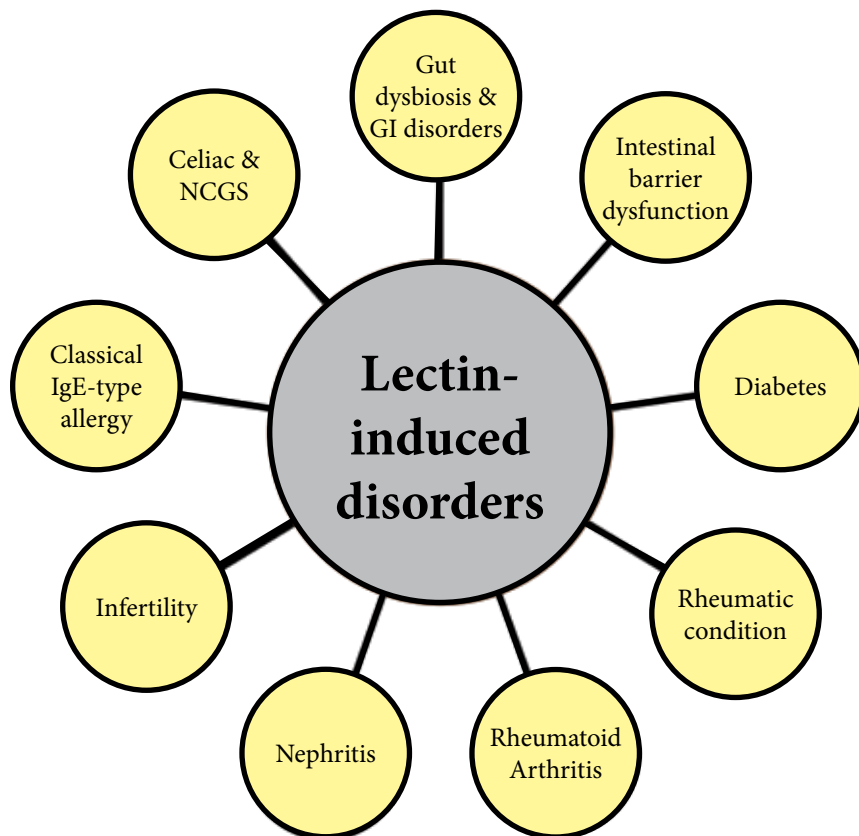 Gut
dysbiosis &
GI disorders
Intestinal
barrier
dysfunction
Diabetes
Rheumatic
condition
Rheumatoid
Arthritis
Nephritis
Infertility
Classical
IgE-type
allergy
Celiac &
NCGS
Lectin-
induced
disorders